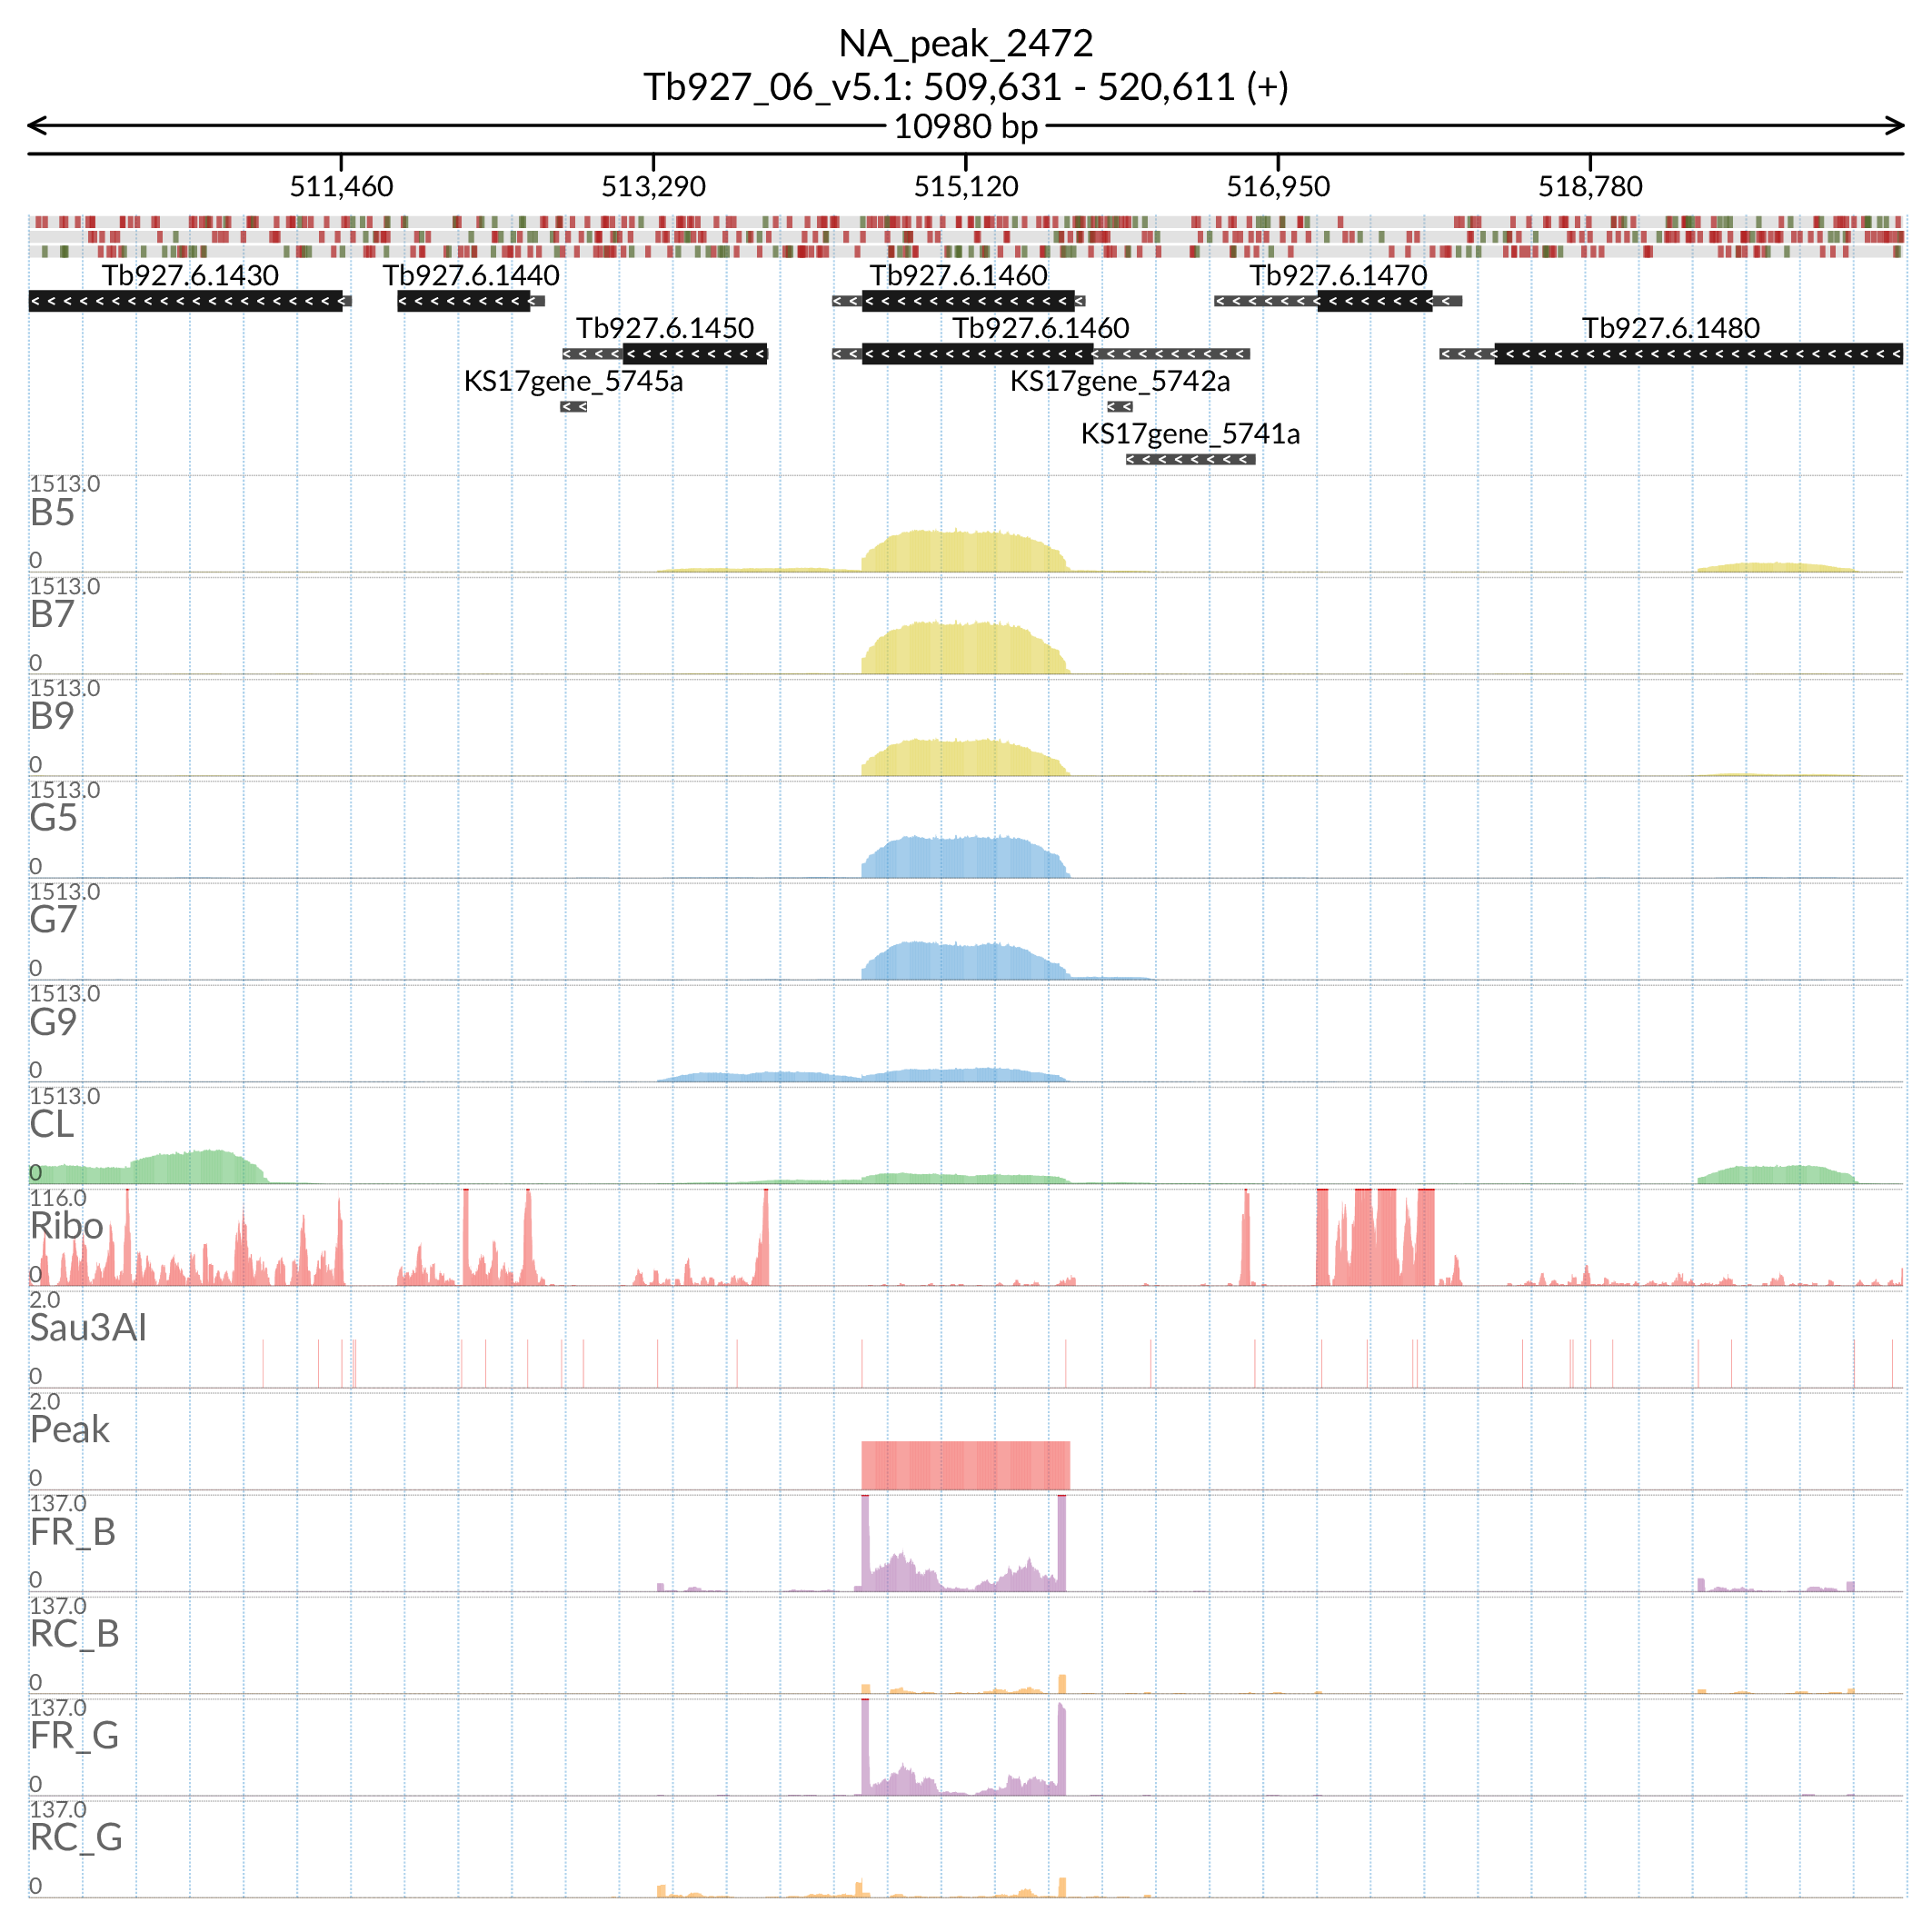 NA_peak_2472
Tb927_06_v5.1: 509,631 - 520,611 (+)
10980 bp
511,460 513,290 515,120 516,950 518,780
Tb927.6.1430 Tb927.6.1440 Tb927.6.1460 Tb927.6.1470
Tb927.6.1450 Tb927.6.1460 Tb927.6.1480
KS17gene_5745a KS17gene_5742a
KS17gene_5741a
1513.0
B5
0
1513.0
B7
0
1513.0
B9
0
1513.0
G5
0
1513.0
G7
0
1513.0
G9
0
1513.0
CL
0
116.0
Ribo
0
2.0
Sau3AI
0
2.0
Peak
0
137.0
FR_B
0
137.0
RC_B
0
137.0
FR_G
0
137.0
RC_G
0